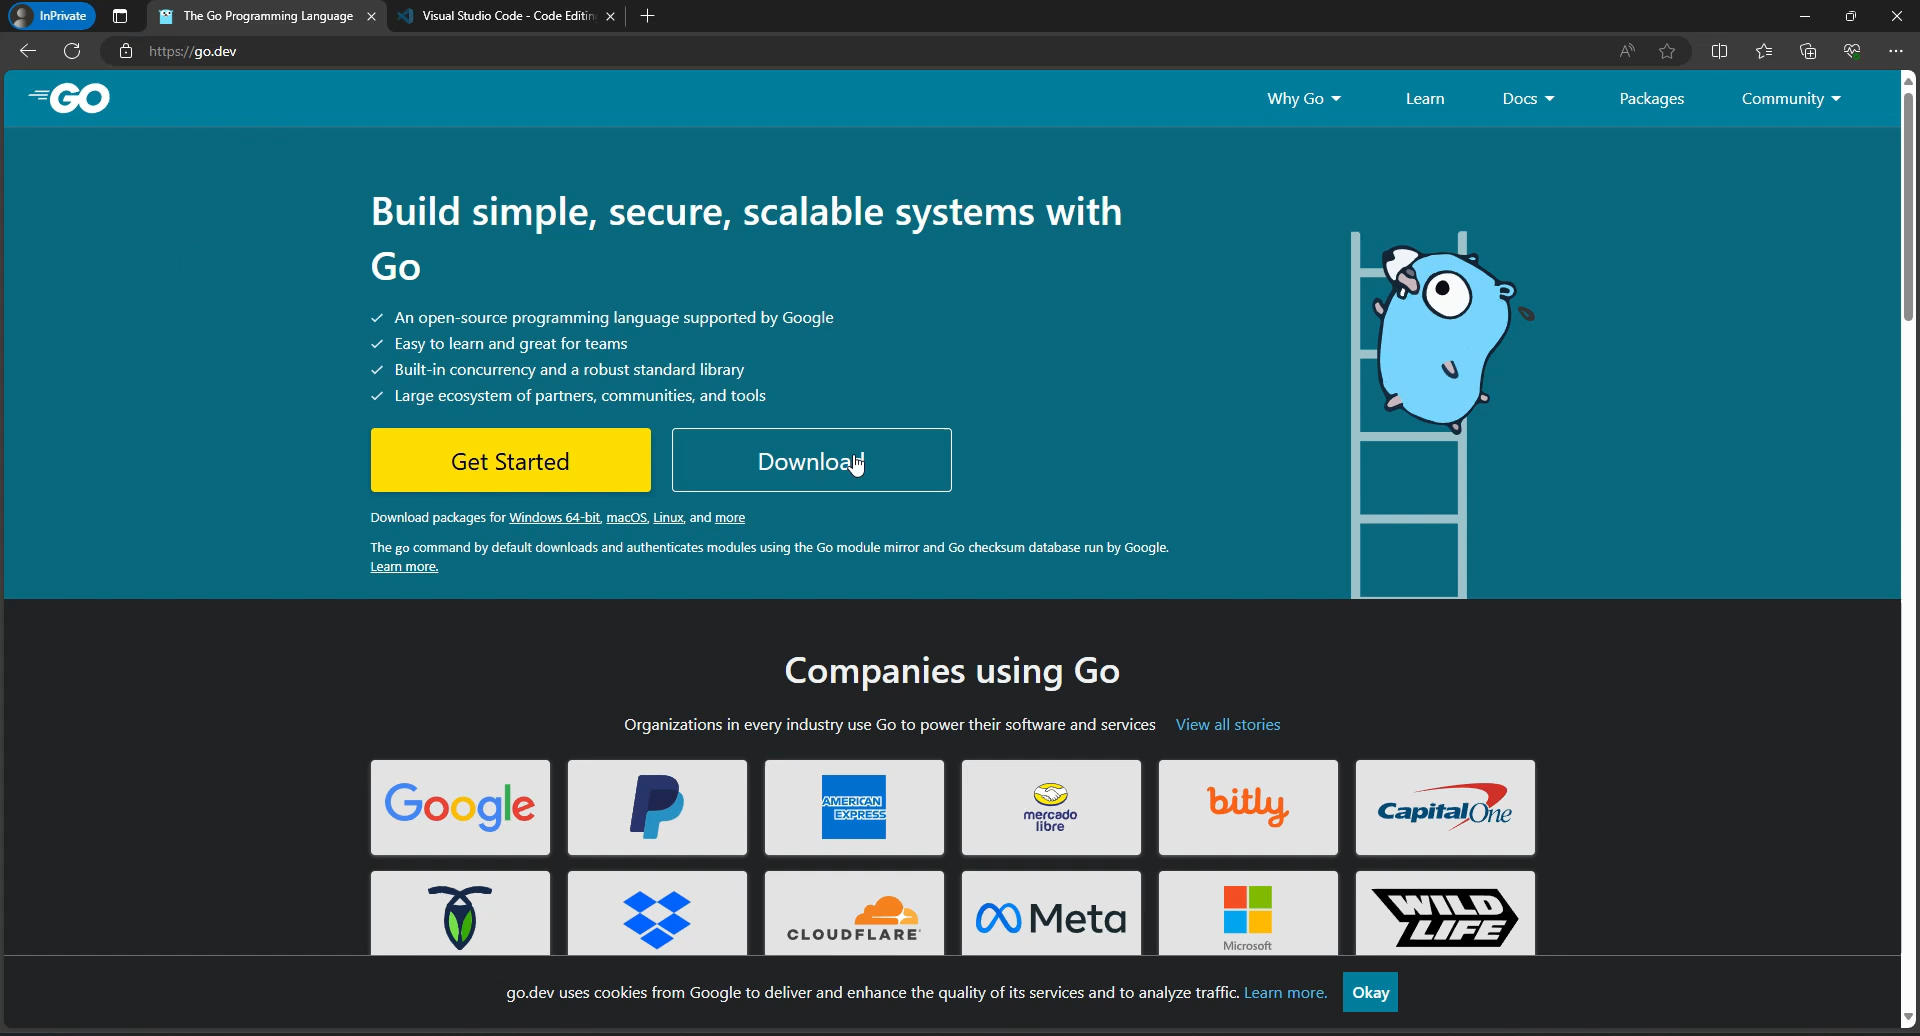 InPrivate
The Go Programming Language
Visual Studio Code - Code Editin
https://go.dev
GO
Why Go
Learn
Docs
Packages
Community
Build simple, secure, scalable systems with
Go
An open-source programming language supported by Google
Easy to learn and great for teams
Built-in concurrency and a robust standard library
Large ecosystem of partners, communities, and tools
Get Started
Download
Download packages for Windows 64-bit, macOS, Linux, and more
The go command by default downloads and authenticates modules using the Go module mirror and Go checksum database run by Google.
Learn more.
Companies using Go
Organizations in every industry use Go to power their software and services View all stories
Google
AMERICAN
EXPRESS
mercado
libre
bitly
Capital One
CLOUDFLARE
Meta
Microsoft
WILD
LIFE
go.dev uses cookies from Google to deliver and enhance the quality of its services and to analyze traffic. Learn more.
Okay